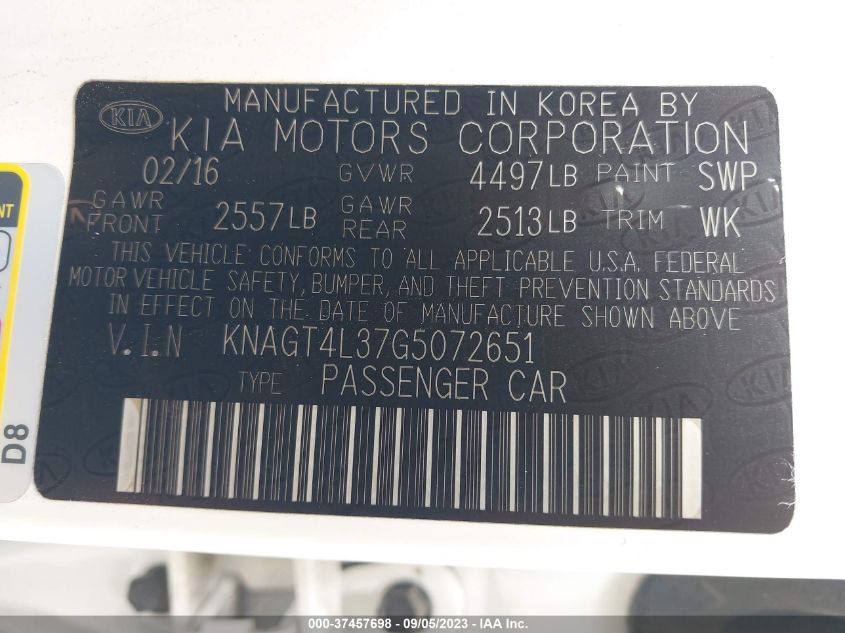 MANUFACTURED IN KOREA BY
KIA
KIA MOTORS CORPORATION
02/16 GVWR 4497LB PAINT SWP
GAWR FRONT 2557LB GAWR REAR 2513LB TRIM WK
THIS VEHICLE CONFORMS TO ALL APPLICABLE U.S.A. FEDERAL
MOTOR VEHICLE SAFETY, BUMPER, AND THEFT PREVENTION STANDARDS
IN EFFECT ON THE DATE OF MANUFACTURE SHOWN ABOVE
V.I.N KNAGT4L37G5072651
TYPE PASSENGER CAR
D8
000-37457698 - 09/05/2023 - IAA Inc.